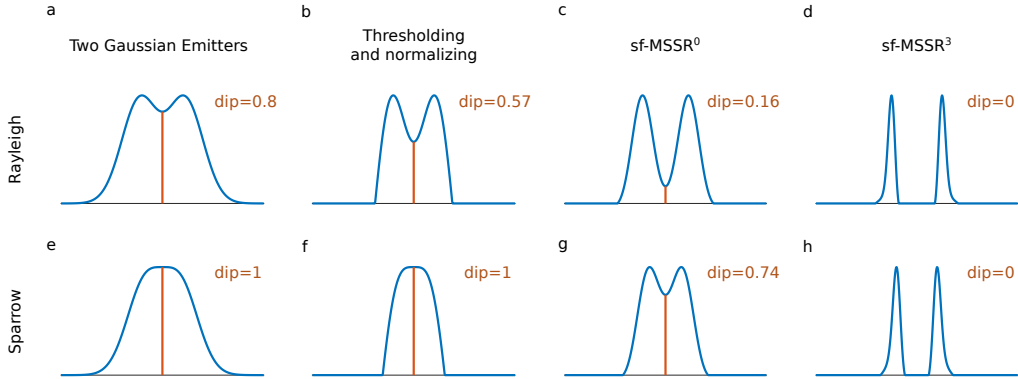 a
b
c
d
Two Gaussian Emitters
Thresholding
and normalizing
sf-MSSR⁰
sf-MSSR³
Rayleigh
dip=0.8
dip=0.57
dip=0.16
dip=0
e
f
g
h
Sparrow
dip=1
dip=1
dip=0.74
dip=0